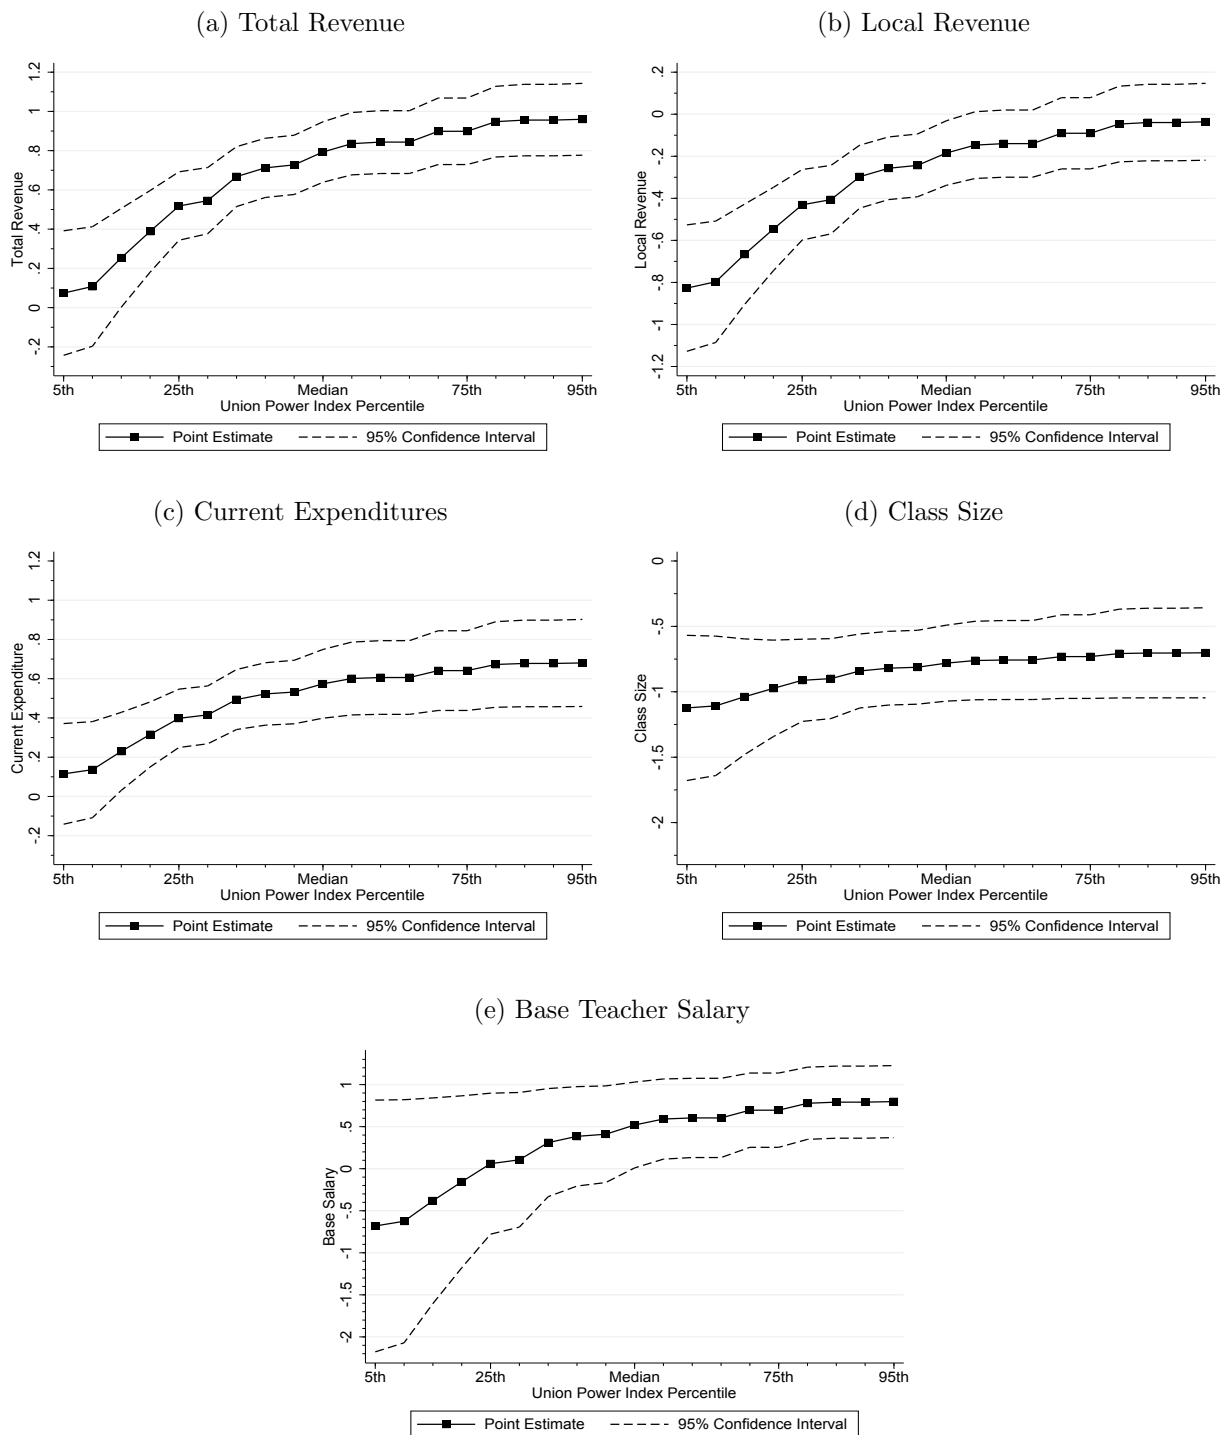 (a) Total Revenue
Total Revenue
-.2 0 .2 .4 .6 .8 1 1.2
5th 25th Median 75th 95th
Union Power Index Percentile
Point Estimate 95% Confidence Interval
(b) Local Revenue
Local Revenue
-1.2 -1 -.8 -.6 -.4 -.2 0 .2
5th 25th Median 75th 95th
Union Power Index Percentile
Point Estimate 95% Confidence Interval
(c) Current Expenditures
Current Expenditure
-.2 0 .2 .4 .6 .8 1 1.2
5th 25th Median 75th 95th
Union Power Index Percentile
Point Estimate 95% Confidence Interval
(d) Class Size
Class Size
-2 -1.5 -1 -.5 0
5th 25th Median 75th 95th
Union Power Index Percentile
Point Estimate 95% Confidence Interval
(e) Base Teacher Salary
Base Salary
-2 -1.5 -1 -.5 0 .5 1
5th 25th Median 75th 95th
Union Power Index Percentile
Point Estimate 95% Confidence Interval